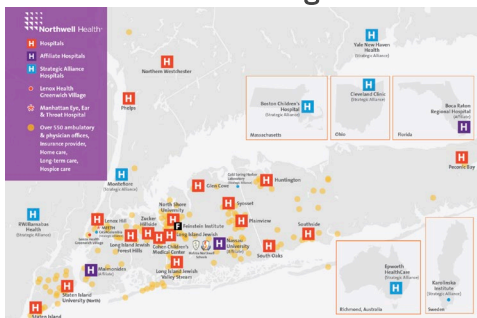 Northwell Health
H Hospitals
H Affiliate Hospitals
H Strategic Alliance
Hospitals
Lenox Health
Greenwich Village
Manhattan Eye, Ear
& Throat Hospital
Over 550 ambulatory
& physician offices,
Insurance provider,
Home care,
Long-term care,
Hospice care
H
Yale New Haven
Health
(Strategic Alliance)
H
Northern Westchester
H
Phelps
Boston Children's
Hospital H
(Strategic Alliance)
Massachusetts
H
Cleveland Clinic
(Strategic Alliance)
Ohio
Boca Raton
Regional Hospital
(Affiliate)
H
Florida
H
Peconic Bay
H
Montefiore
(Strategic Alliance)
H
Glen Cove
H Huntington
H
RWJBarnabas
Health
(Strategic Alliance)
H Lenox Hill
MEETH
North Shore
University
H
Zucker
Hillside
H
F Feinstein Institute
H Long Island Jewish
H
Syosset
H
Plainview
H
Southside
H
Long Island Jewish
Forest Hills
H
Cohen Children's
Medical Center
H
Long Island Jewish
Valley Stream
H
Nassau
University
(Affiliate)
H
South Oaks
H Maimonides
(Affiliate)
H
Staten Island
University (North)
H
Staten Island
Epworth
HealthCare
(Strategic Alliance)
H
Richmond, Australia
Karolinska
Institute
(Strategic Alliance)
Sweden